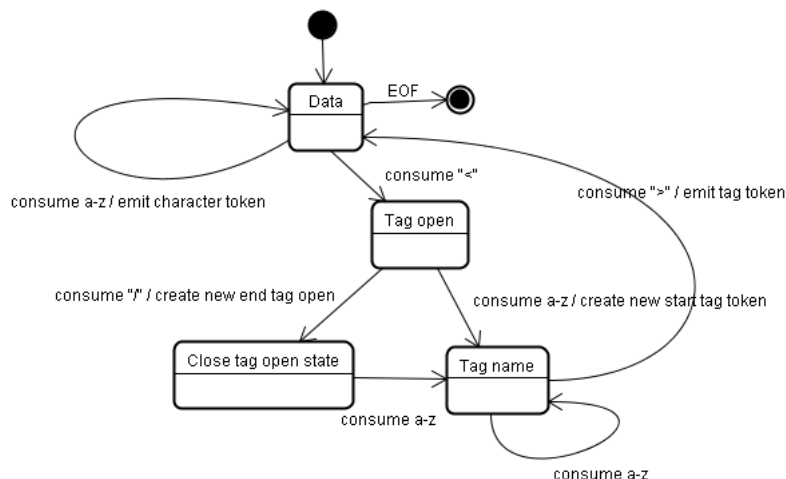 EOF
Data
consume "<"
consume ">" / emit tag token
consume a-z / emit character token
Tag open
consume "/" / create new end tag open
consume a-z / create new start tag token
Close tag open state
Tag name
consume a-z
consume a-z